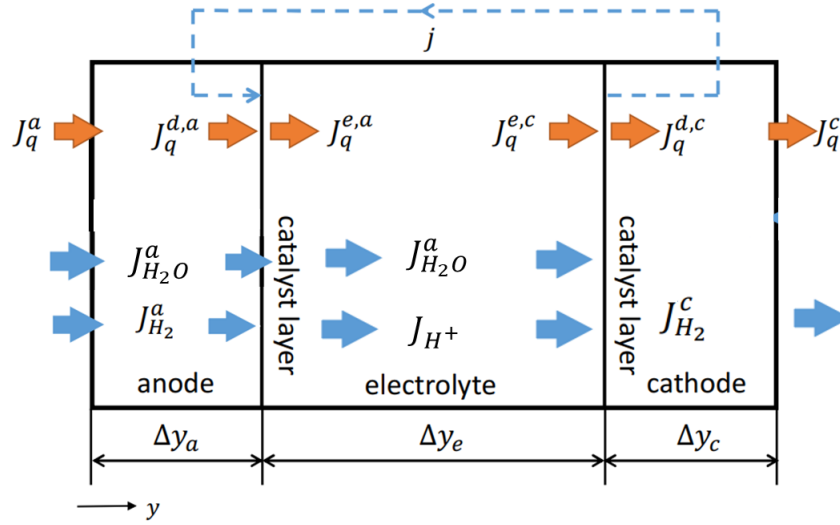 j
J_q^a
J_q^{d,a}
J_q^{e,a}
J_q^{e,c}
J_q^{d,c}
J_q^c
catalyst layer
catalyst layer
J_{H_2O}^a
J_{H_2O}^a
J_{H_2}^a
J_{H^+}
J_{H_2}^c
anode
electrolyte
cathode
Δy_a
Δy_e
Δy_c
y